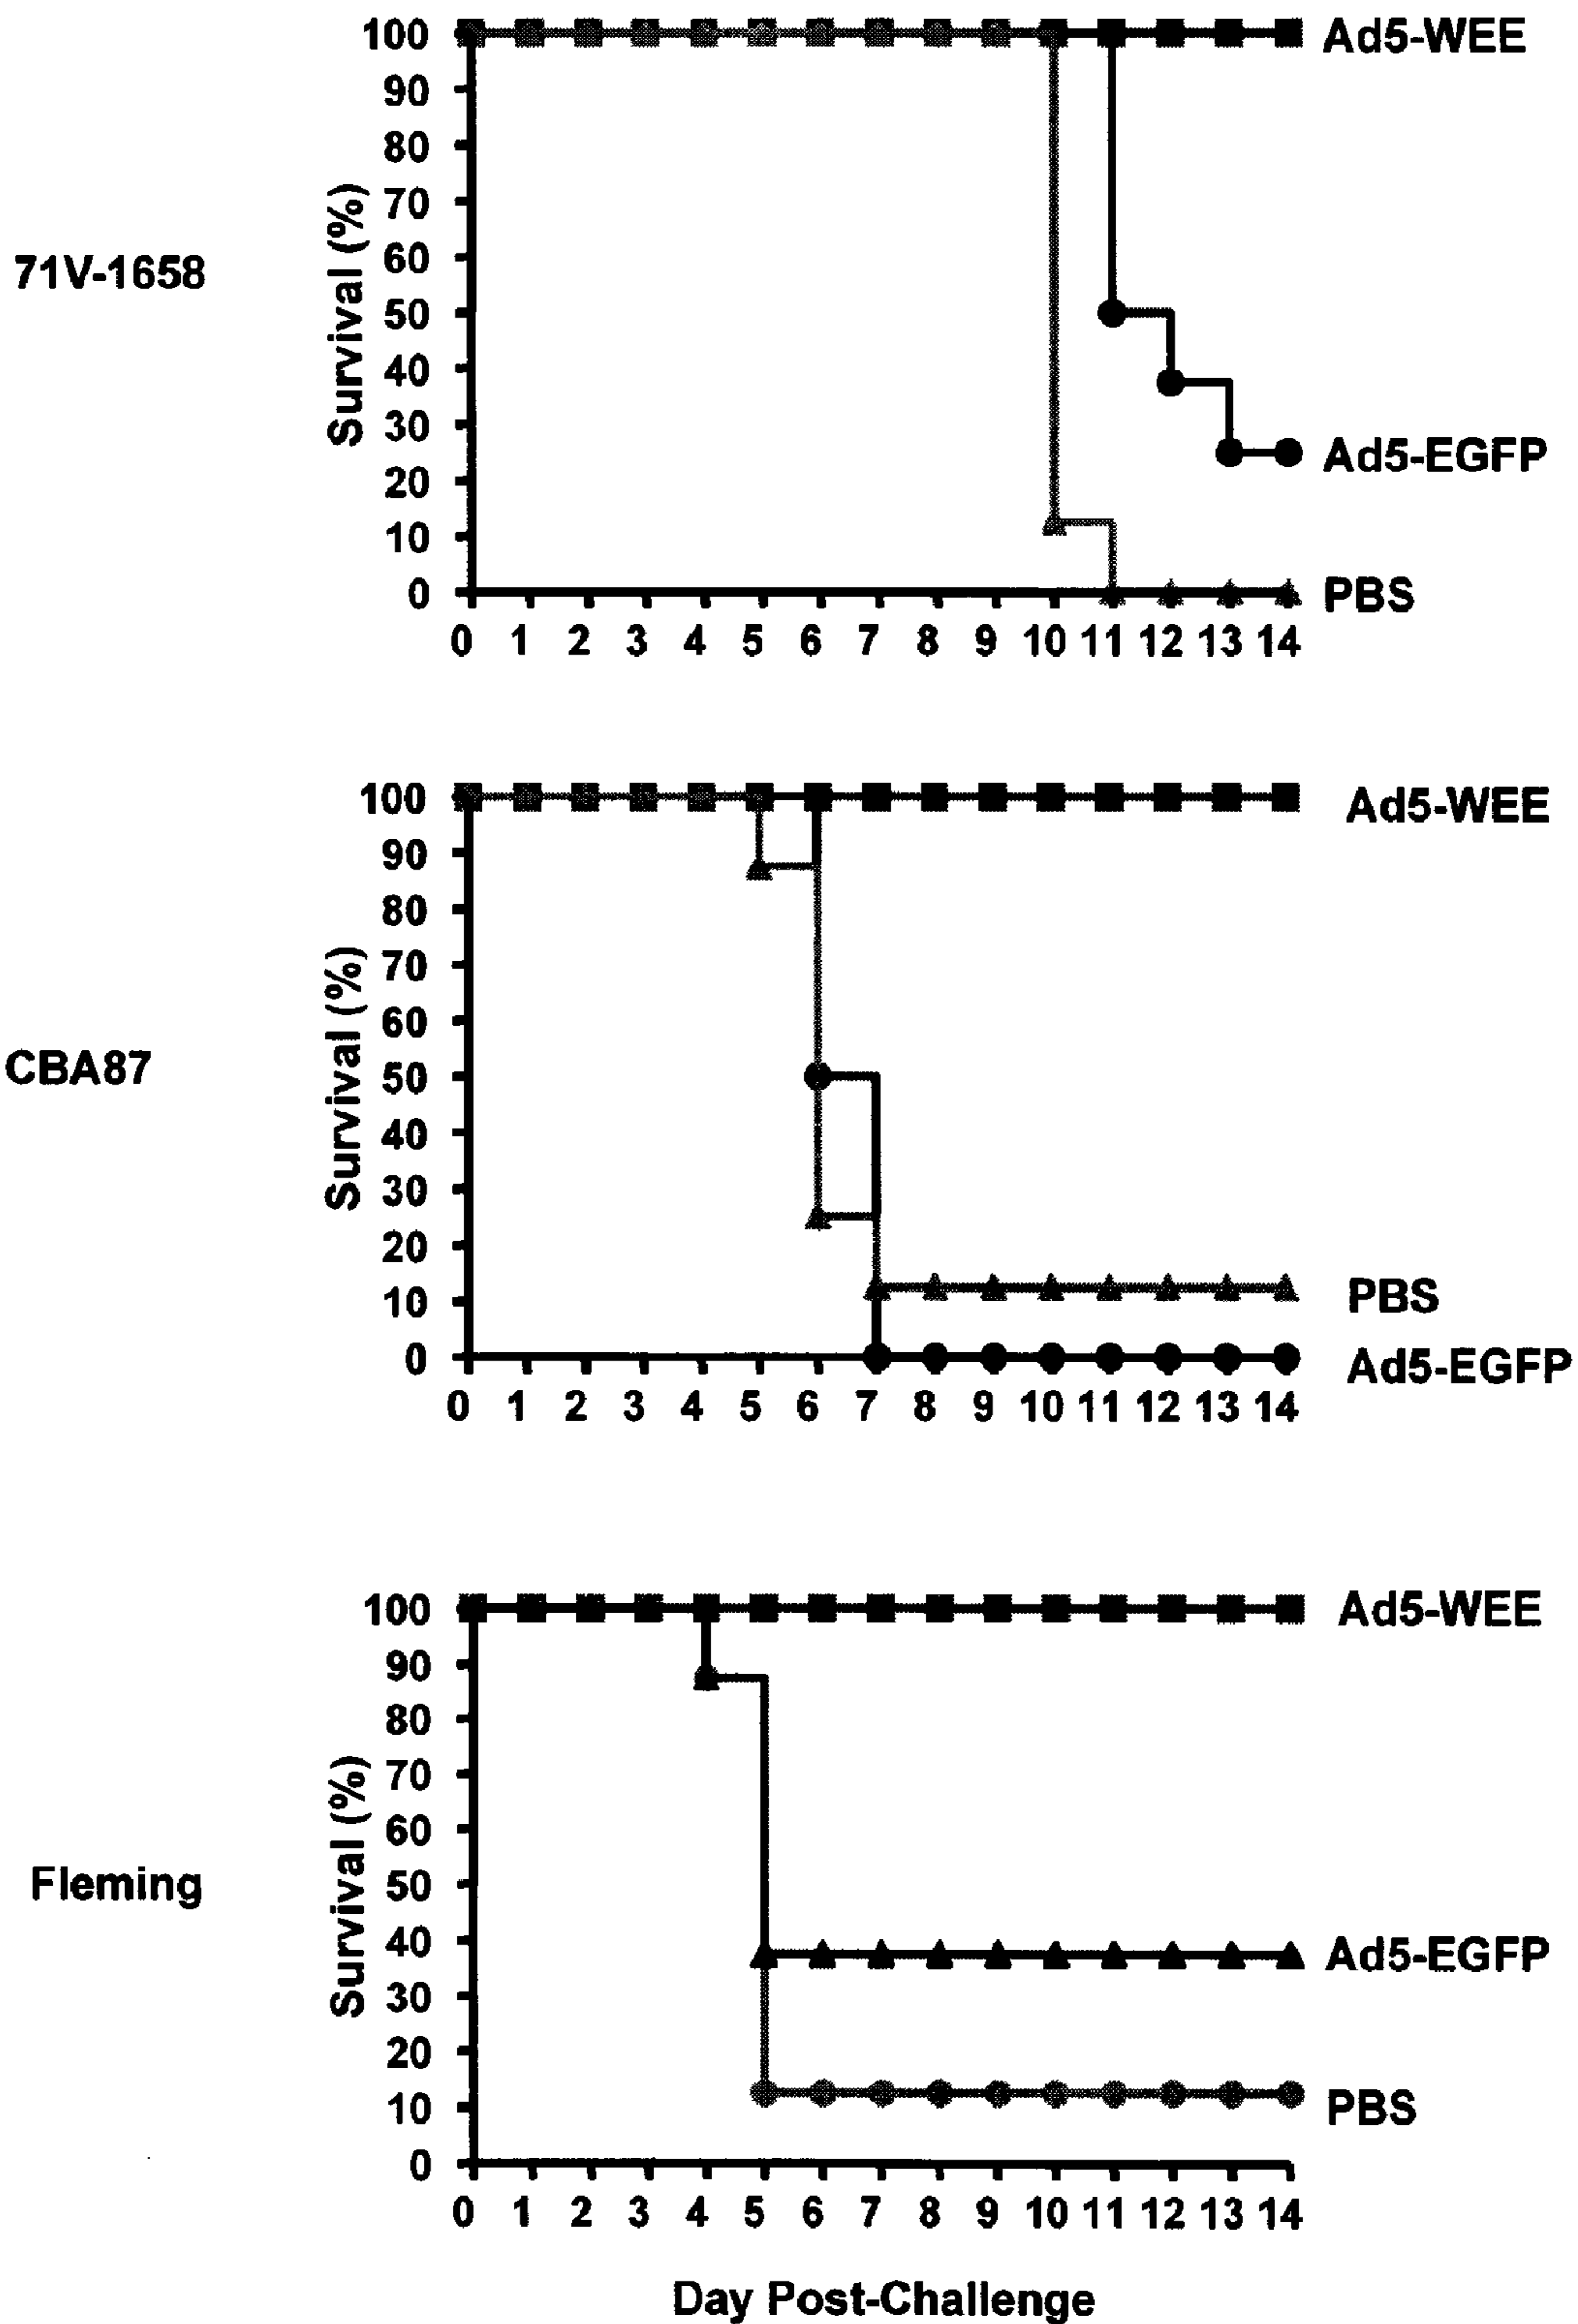 71V-1658
Survival (%)
100
90
80
70
60
50
40
30
20
10
0
0 1 2 3 4 5 6 7 8 9 10 11 12 13 14
Ad5-WEE
Ad5-EGFP
PBS
CBA87
Survival (%)
100
90
80
70
60
50
40
30
20
10
0
0 1 2 3 4 5 6 7 8 9 10 11 12 13 14
Ad5-WEE
PBS
Ad5-EGFP
Fleming
Survival (%)
100
90
80
70
60
50
40
30
20
10
0
0 1 2 3 4 5 6 7 8 9 10 11 12 13 14
Ad5-WEE
Ad5-EGFP
PBS
Day Post-Challenge